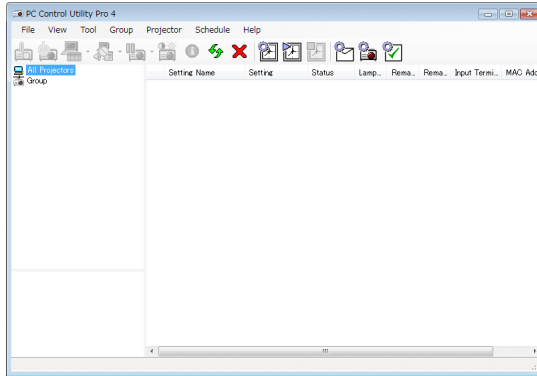 PC Control Utility Pro 4
File View Tool Group Projector Schedule Help
All Projectors
Group
Setting Name Setting Status Lamp... Rema... Rema... Input Termi... MAC Add